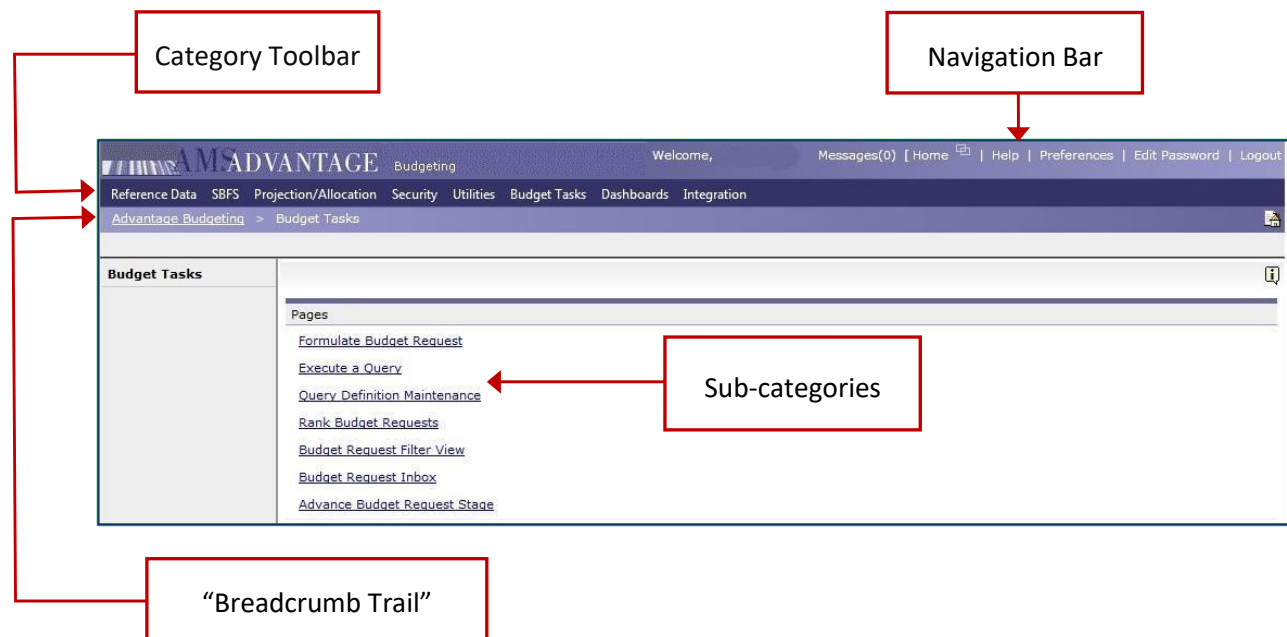 Category Toolbar
Navigation Bar
AMSADVANTAGE Budgeting Welcome, Messages(0) [ Home | Help | Preferences | Edit Password | Logout
Reference Data SBFS Projection/Allocation Security Utilities Budget Tasks Dashboards Integration
Advantage Budgeting > Budget Tasks
Budget Tasks
Pages
Formulate Budget Request
Execute a Query
Query Definition Maintenance
Sub-categories
Rank Budget Requests
Budget Request Filter View
Budget Request Inbox
Advance Budget Request Stage
“Breadcrumb Trail”